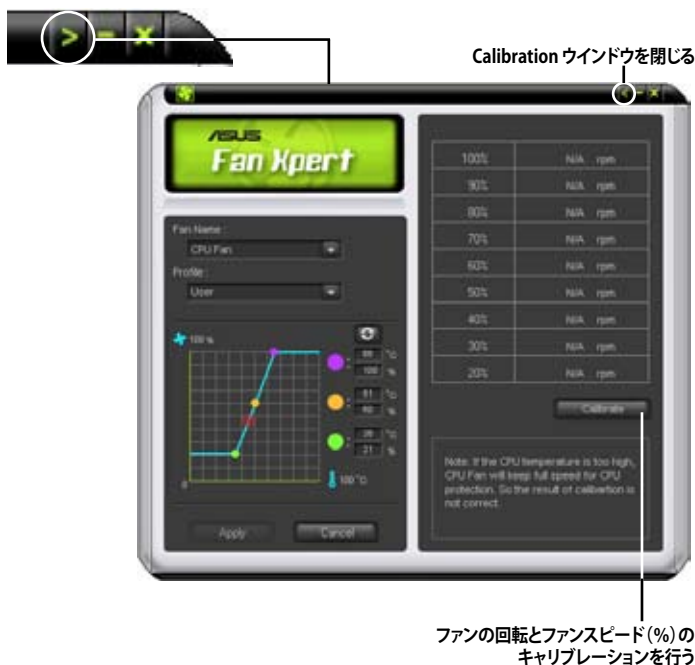 Calibration ウインドウを閉じる
ASUS
Fan Xpert
Fan Name :
CPU Fan
Profile :
User
100 %
°C
100 %
°C
%
°C
%
0
100 °C
Apply
Cancel
100% N/A rpm
90% N/A rpm
80% N/A rpm
70% N/A rpm
60% N/A rpm
50% N/A rpm
40% N/A rpm
30% N/A rpm
20% N/A rpm
Calibrate
Note: If the CPU temperature is too high,
CPU Fan will keep full speed for CPU
protection. So the result of calibartion is
not correct.
ファンの回転とファンスピード(%)の
キャリブレーションを行う